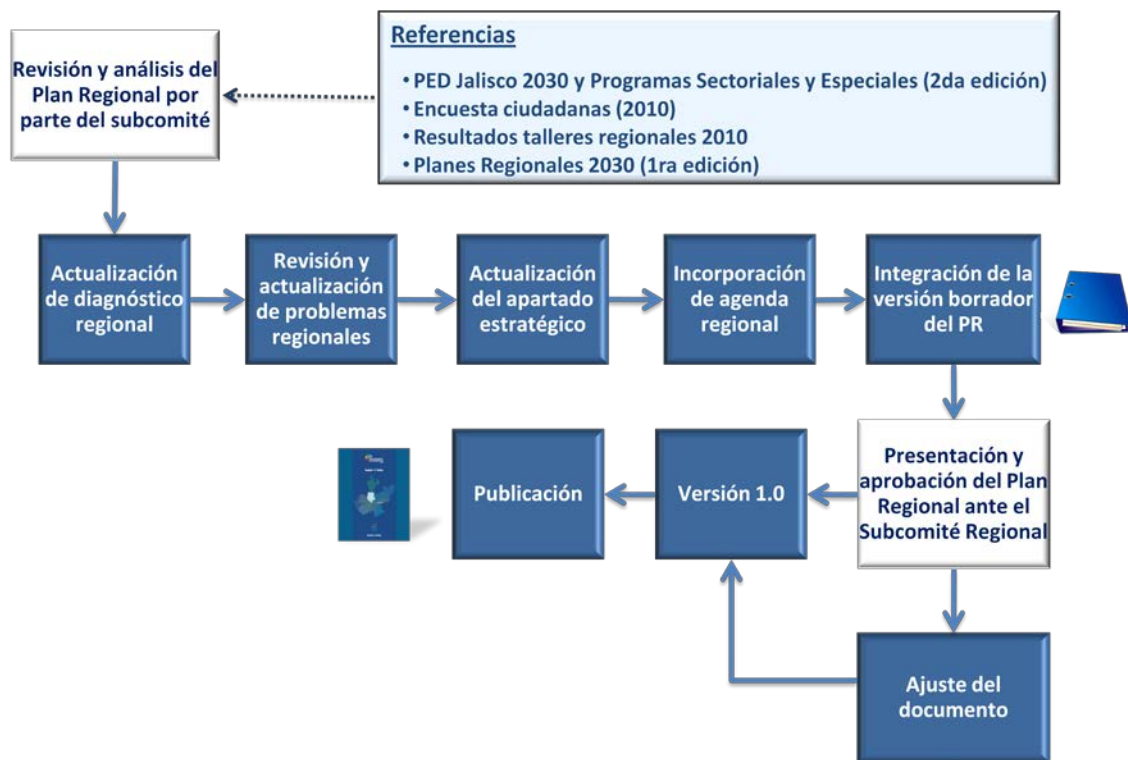 Referencias
• PED Jalisco 2030 y Programas Sectoriales y Especiales (2da edición)
• Encuesta ciudadanas (2010)
• Resultados talleres regionales 2010
• Planes Regionales 2030 (1ra edición)
Revisión y análisis del
Plan Regional por
parte del subcomité
Actualización
de diagnóstico
regional
Revisión y
actualización
de problemas
regionales
Actualización
del apartado
estratégico
Incorporación
de agenda
regional
Integración de la
versión borrador
del PR
Presentación y
aprobación del Plan
Regional ante el
Subcomité Regional
Versión 1.0
Publicación
Ajuste del
documento